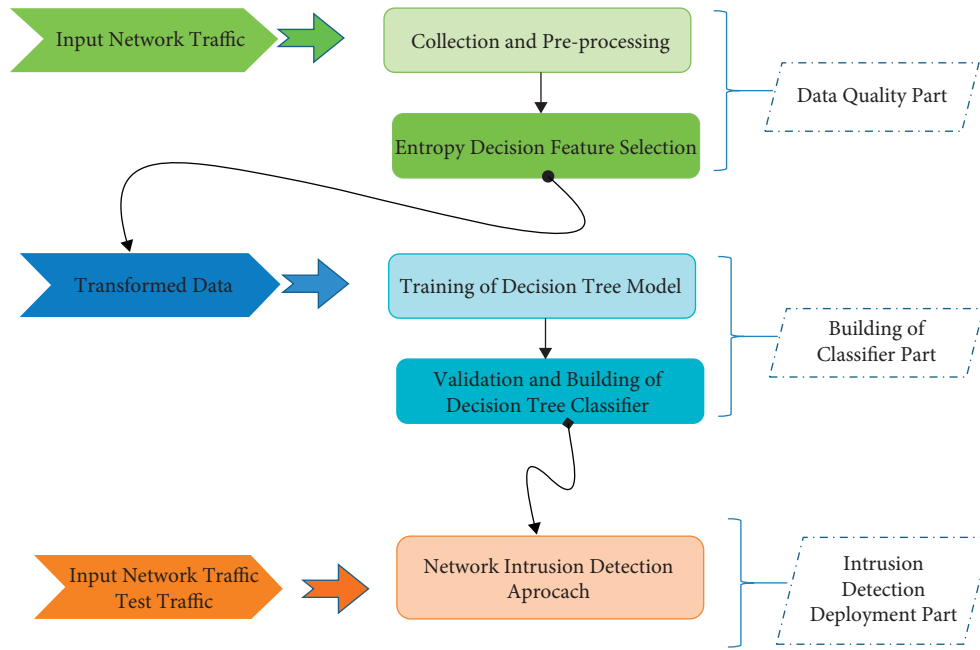 Input Network Traffic
Collection and Pre-processing
Data Quality Part
Entropy Decision Feature Selection
Transformed Data
Training of Decision Tree Model
Building of
Classifier Part
Validation and Building of
Decision Tree Classifier
Input Network Traffic
Test Traffic
Network Intrusion Detection
Aprocach
Intrusion
Detection
Deployment Part